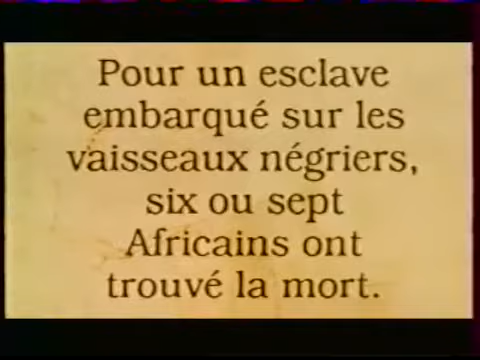 Pour un esclave
embarqué sur les
vaisseaux négriers,
six ou sept
Africains ont
trouvé la mort.